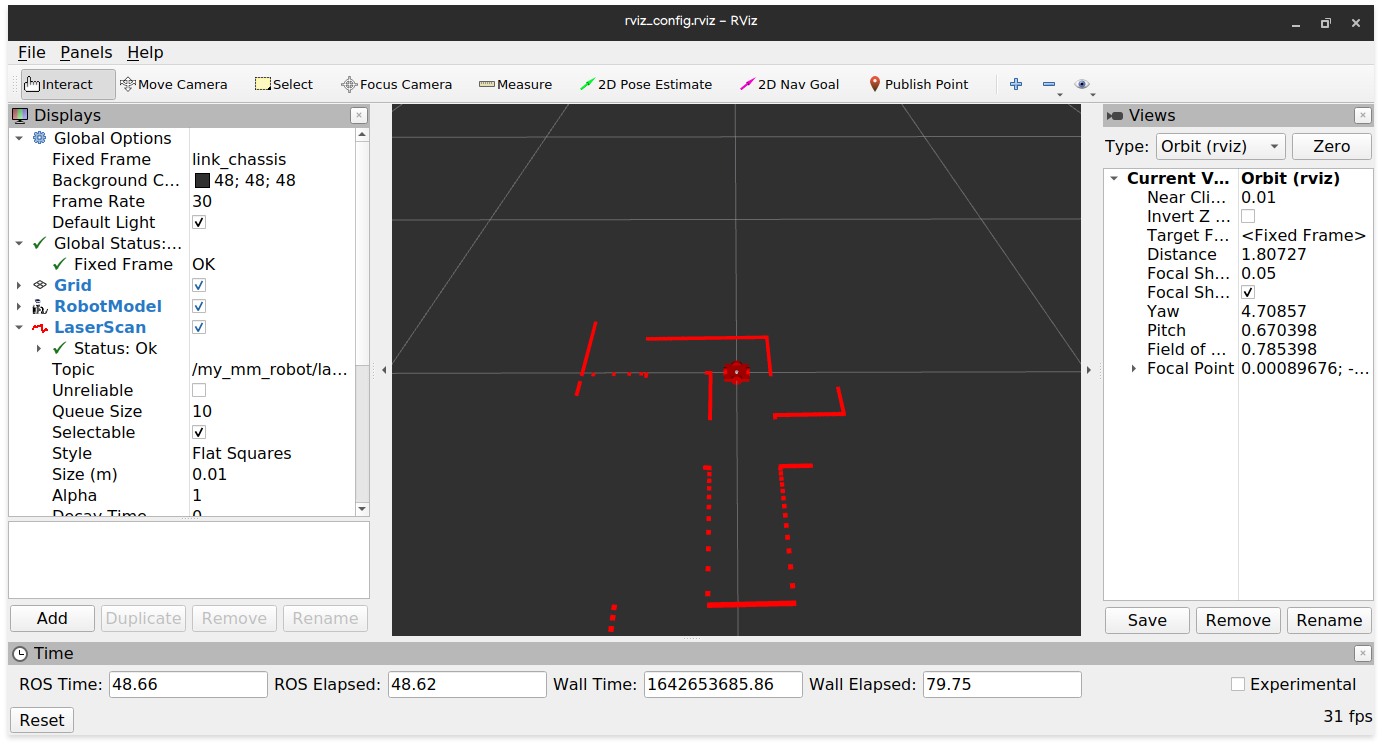 rviz_config.rviz – RViz
File Panels Help
Interact Move Camera Select Focus Camera Measure 2D Pose Estimate 2D Nav Goal Publish Point
Displays
Global Options
Fixed Frame link_chassis
Background C... 48; 48; 48
Frame Rate 30
Default Light
Global Status:...
Fixed Frame OK
Grid
RobotModel
LaserScan
Status: Ok
Topic /my_mm_robot/la...
Unreliable
Queue Size 10
Selectable
Style Flat Squares
Size (m) 0.01
Alpha 1
Decay Time 0
Add Duplicate Remove Rename
Views
Type: Orbit (rviz) Zero
Current V... Orbit (rviz)
Near Cli... 0.01
Invert Z ...
Target F... <Fixed Frame>
Distance 1.80727
Focal Sh... 0.05
Focal Sh...
Yaw 4.70857
Pitch 0.670398
Field of ... 0.785398
Focal Point 0.00089676; -...
Save Remove Rename
Time
ROS Time: 48.66 ROS Elapsed: 48.62 Wall Time: 1642653685.86 Wall Elapsed: 79.75 Experimental
Reset 31 fps